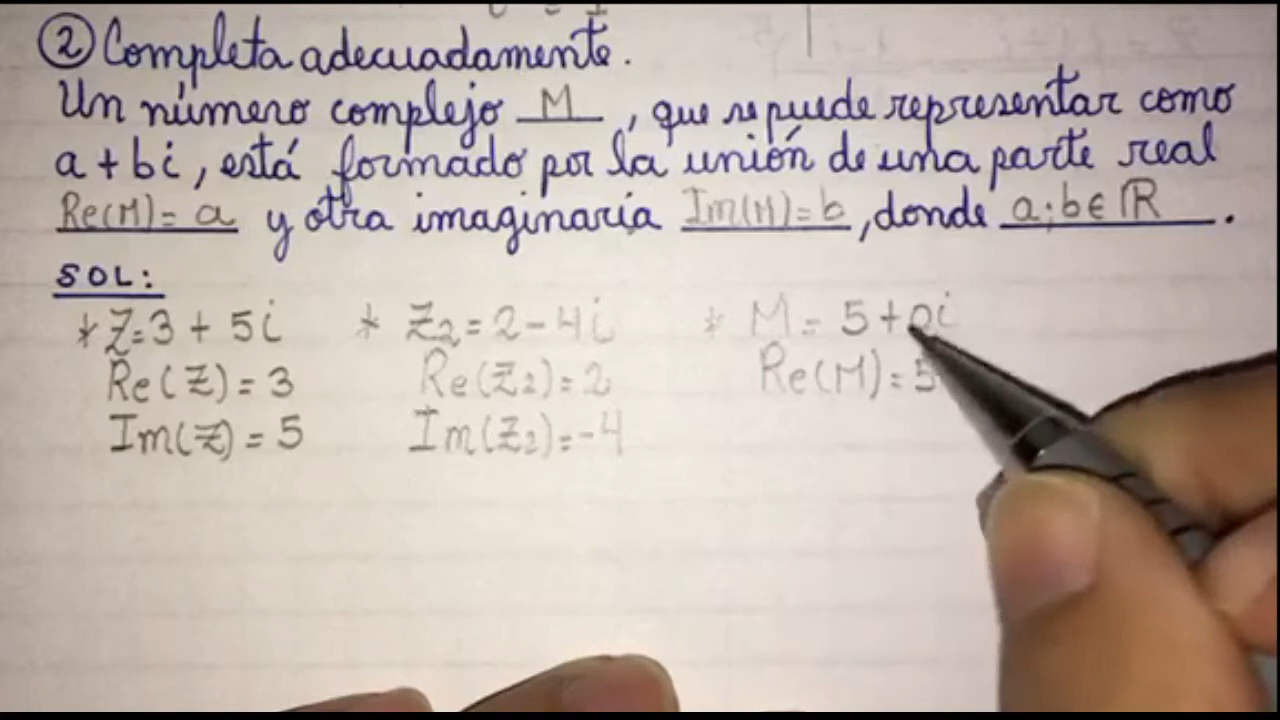 ② Completa adecuadamente.
Un número complejo M, que se puede representar como
a + bi, está formado por la unión de una parte real
Re(M) = a y otra imaginaria Im(M) = b, donde a; b ∈ ℝ.
SOL:
* Z = 3 + 5i * Z₂ = 2 - 4i * M = 5 + 0i
Re(Z) = 3 Re(Z₂) = 2 Re(M) = 5
Im(Z) = 5 Im(Z₂) = -4